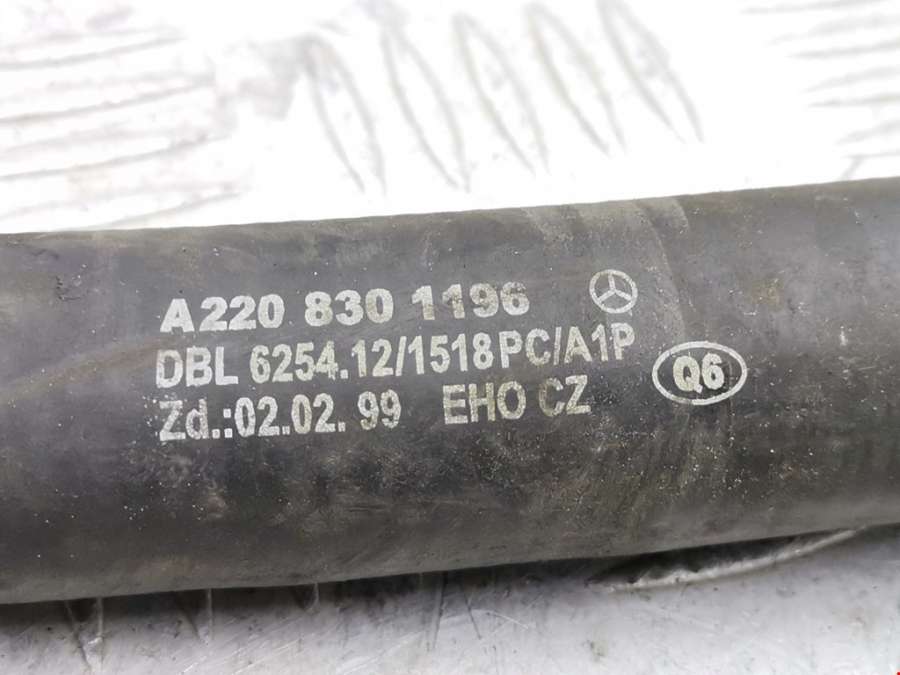 A220 830 1196
DBL 6254.12/1518PC/A1P
Q6
Zd.:02.02. 99 EHO CZ